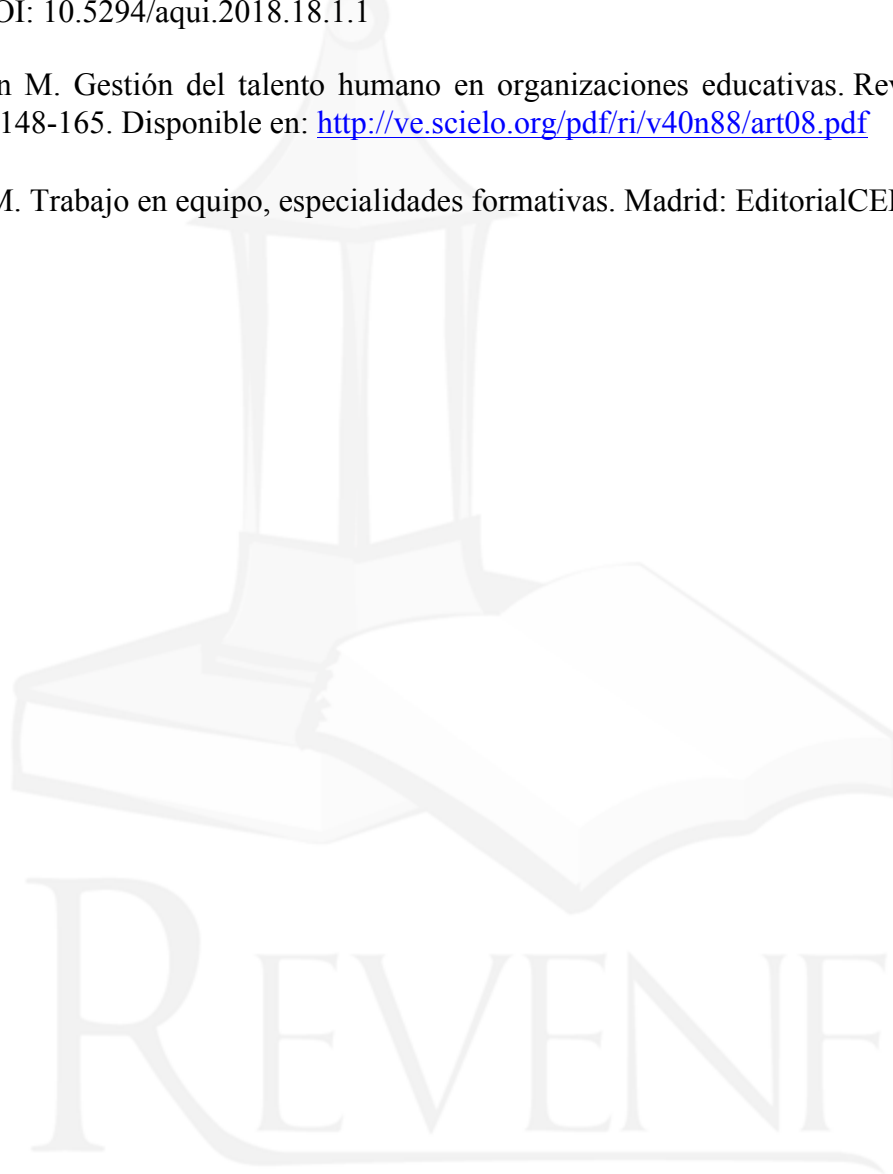 OI: 10.5294/aqui.2018.18.1.1
n M. Gestión del talento humano en organizaciones educativas. Rev
148-165. Disponible en: http://ve.scielo.org/pdf/ri/v40n88/art08.pdf
M. Trabajo en equipo, especialidades formativas. Madrid: EditorialCE
REVENF